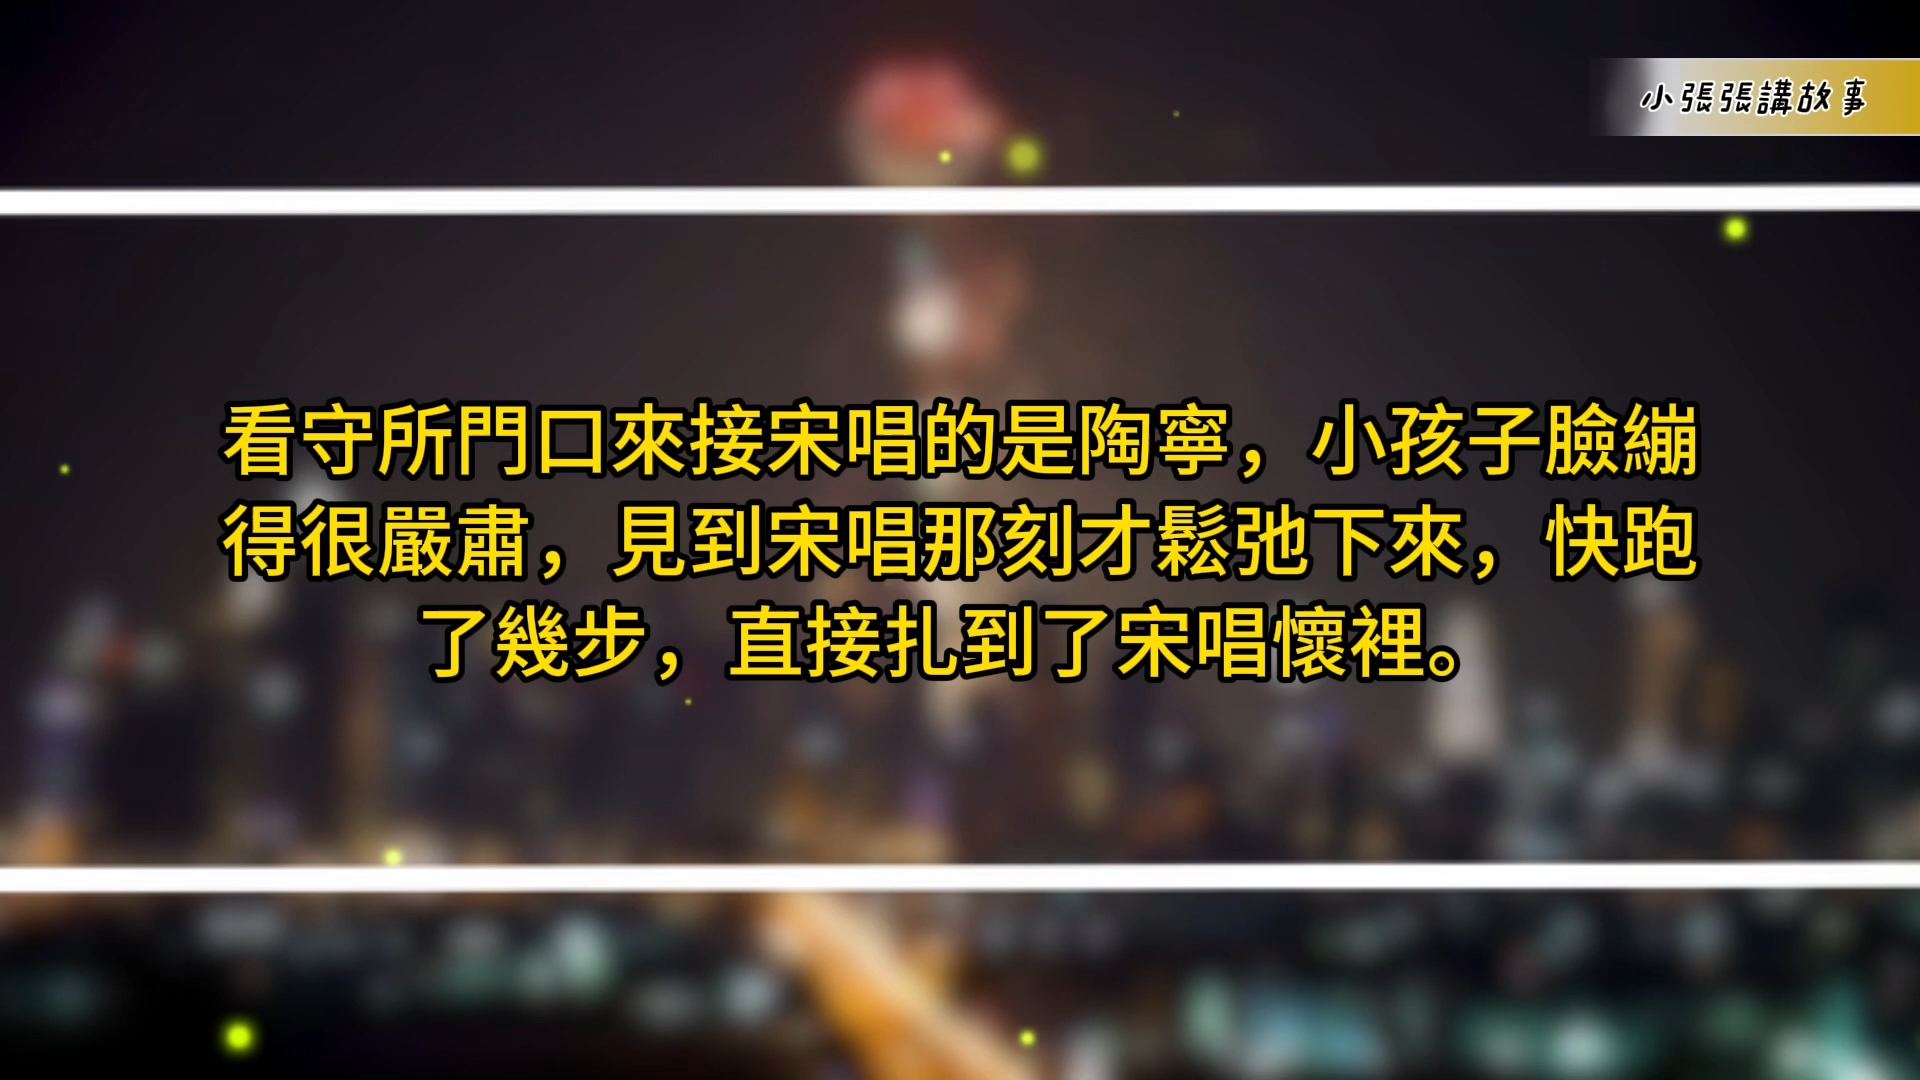 小張張講故事
看守所門口來接宋唱的是陶寧，小孩子臉繃
得很嚴肅，見到宋唱那刻才鬆弛下來，快跑
了幾步，直接扎到了宋唱懷裡。